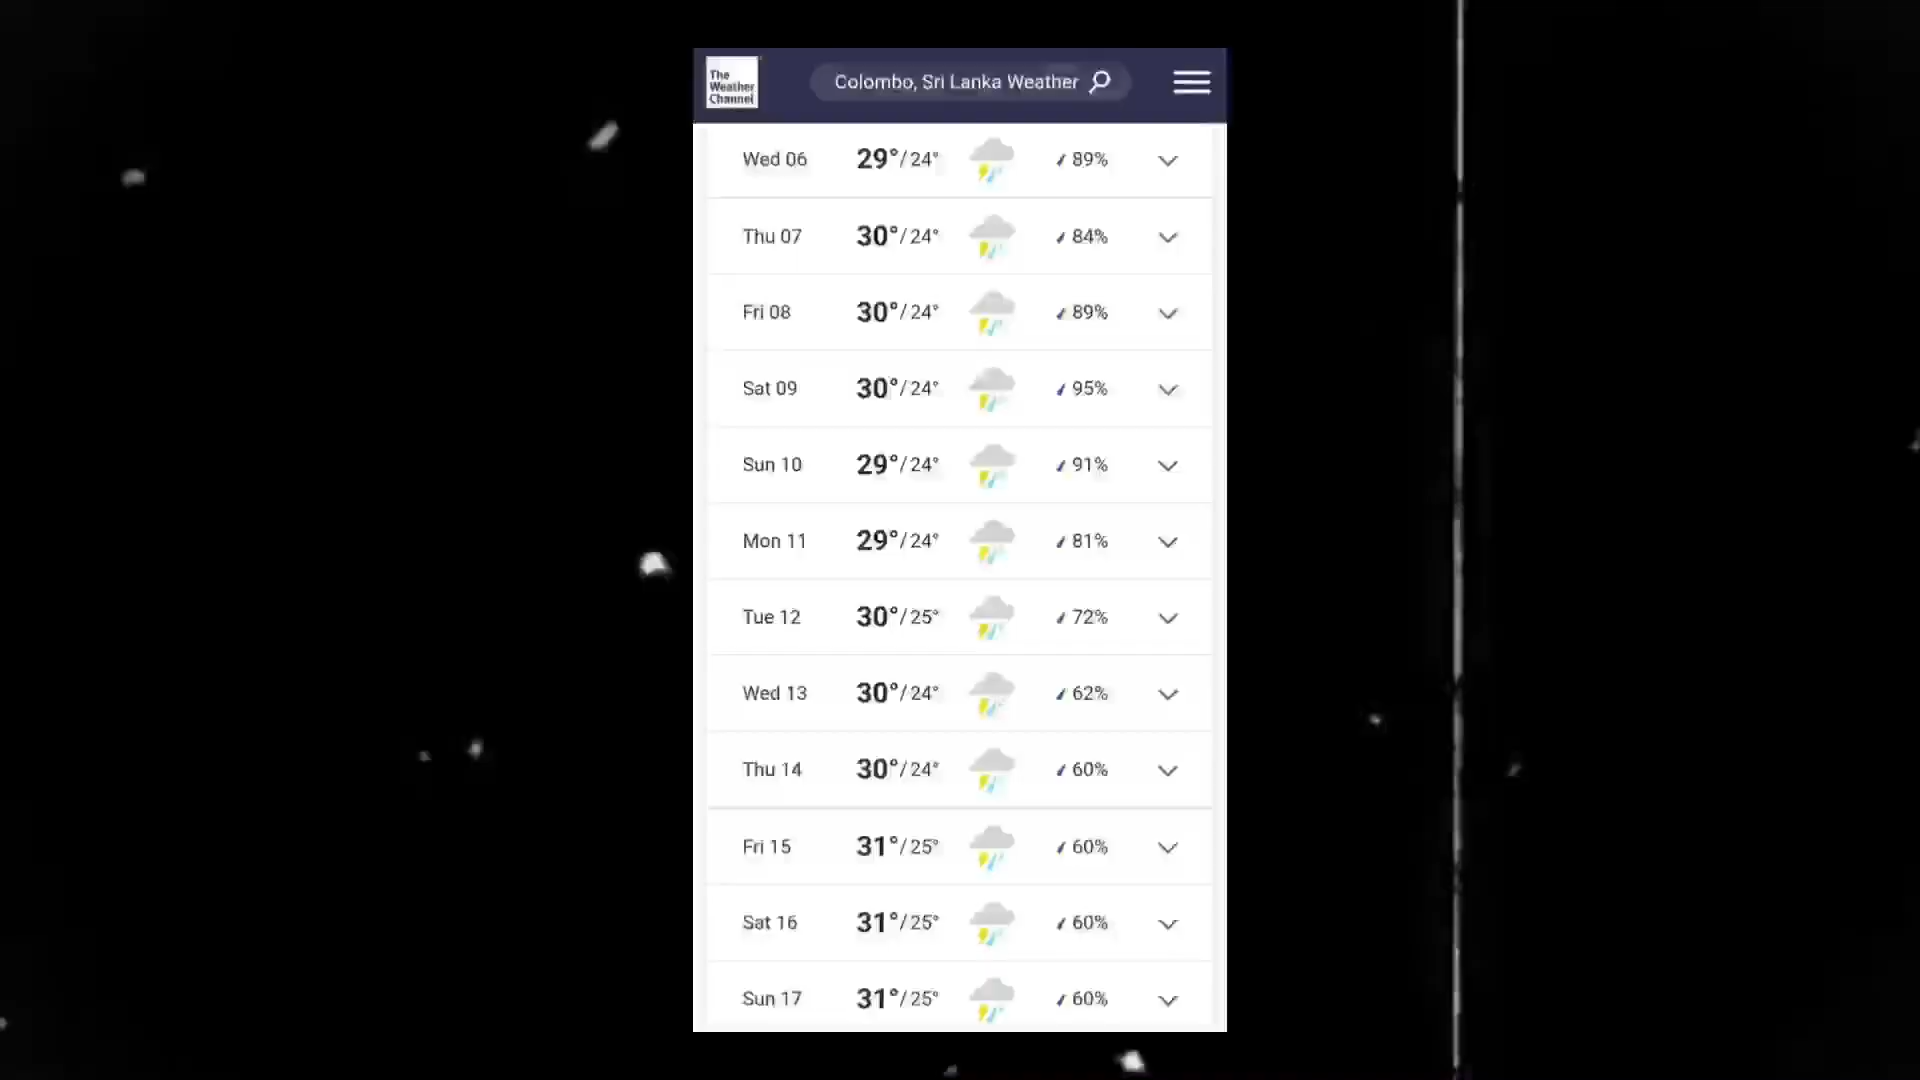 The
Weather
Channel
Colombo, Sri Lanka Weather
Wed 06 29°/24° 89%
Thu 07 30°/24° 84%
Fri 08 30°/24° 89%
Sat 09 30°/24° 95%
Sun 10 29°/24° 91%
Mon 11 29°/24° 81%
Tue 12 30°/25° 72%
Wed 13 30°/24° 62%
Thu 14 30°/24° 60%
Fri 15 31°/25° 60%
Sat 16 31°/25° 60%
Sun 17 31°/25° 60%